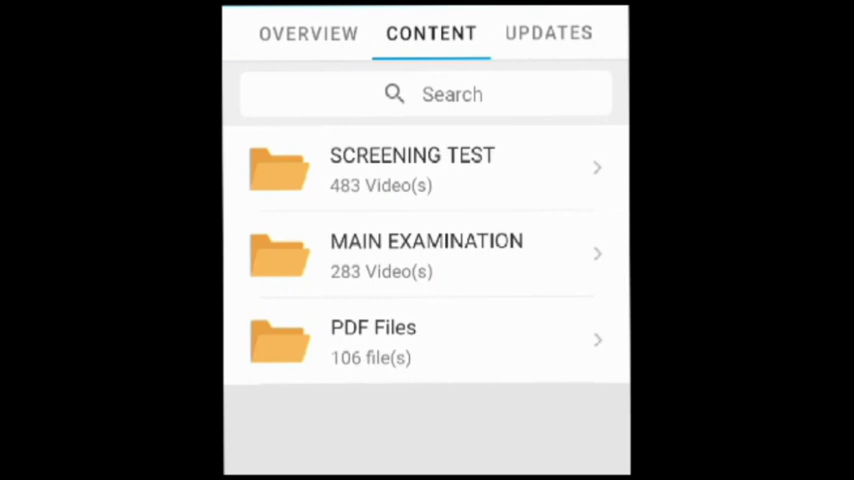 OVERVIEW CONTENT UPDATES
Search
SCREENING TEST
483 Video(s)
MAIN EXAMINATION
283 Video(s)
PDF Files
106 file(s)